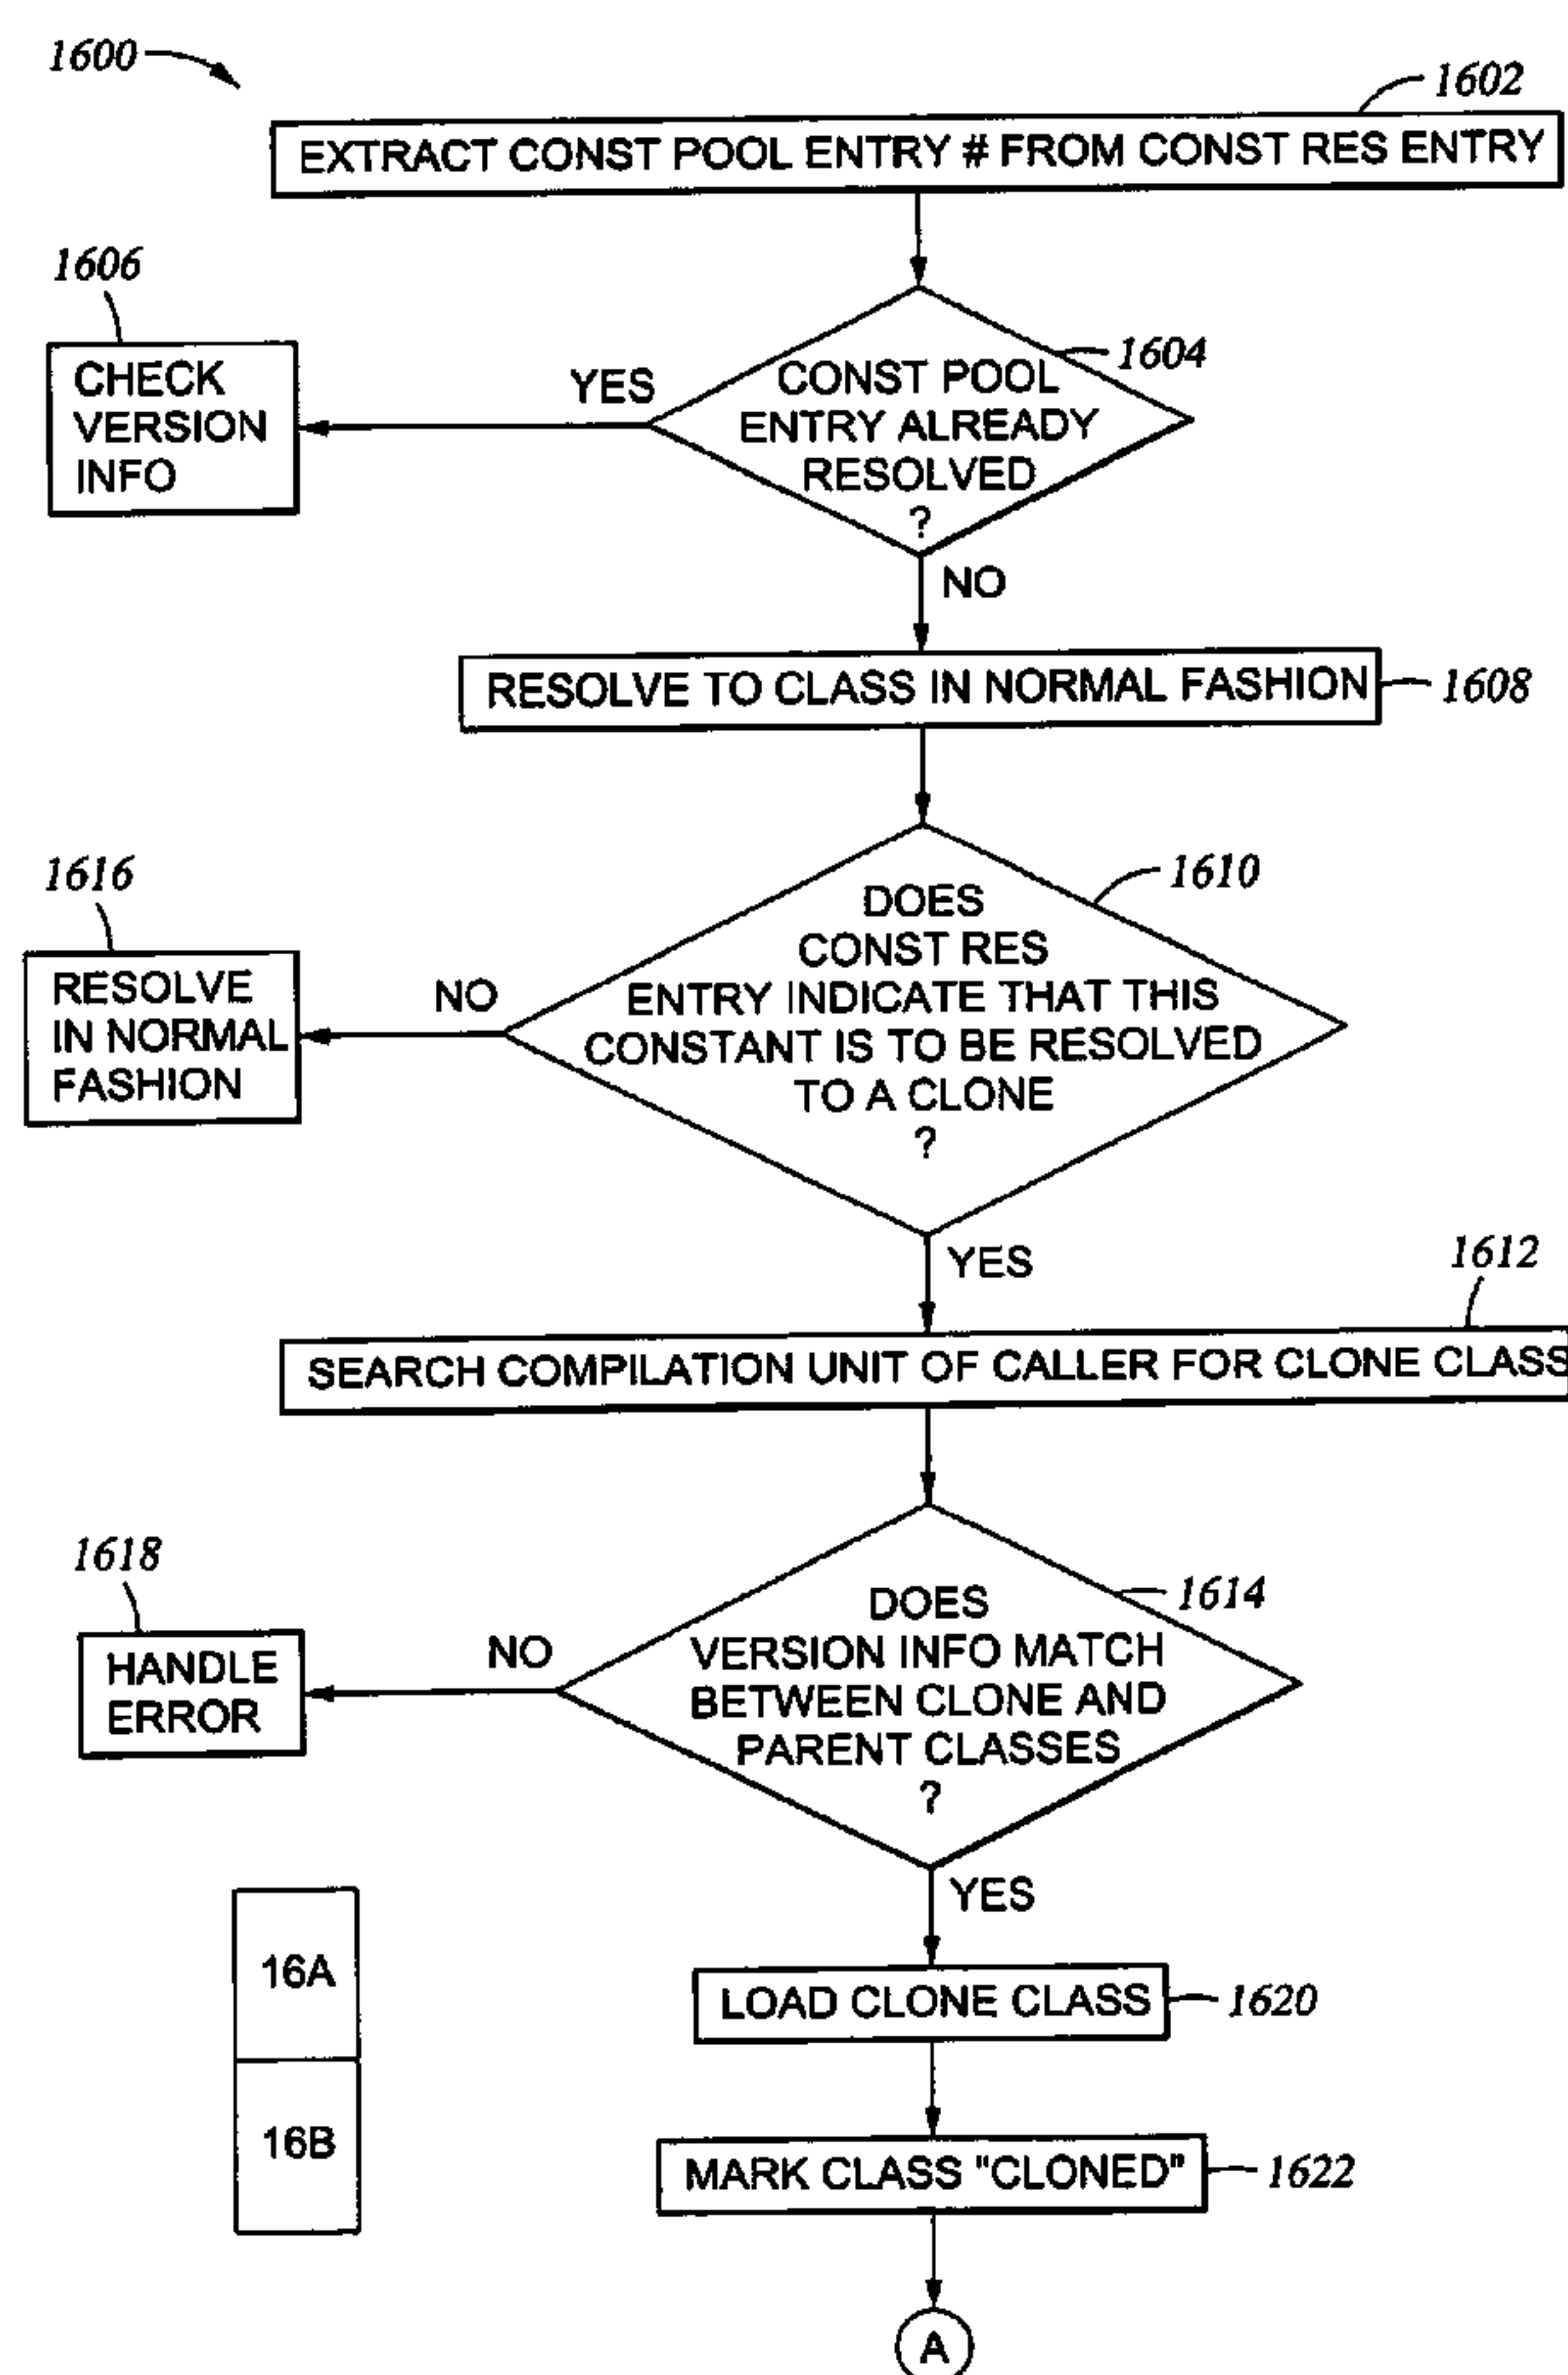 1600
1602
EXTRACT CONST POOL ENTRY # FROM CONST RES ENTRY
1606
CHECK
VERSION
INFO
YES
1604
CONST POOL
ENTRY ALREADY
RESOLVED
?
NO
RESOLVE TO CLASS IN NORMAL FASHION
1608
1616
RESOLVE
IN NORMAL
FASHION
NO
1610
DOES
CONST RES
ENTRY INDICATE THAT THIS
CONSTANT IS TO BE RESOLVED
TO A CLONE
?
YES
1612
SEARCH COMPILATION UNIT OF CALLER FOR CLONE CLASS
1618
HANDLE
ERROR
NO
1614
DOES
VERSION INFO MATCH
BETWEEN CLONE AND
PARENT CLASSES
?
YES
16A
16B
LOAD CLONE CLASS
1620
MARK CLASS "CLONED"
1622
A